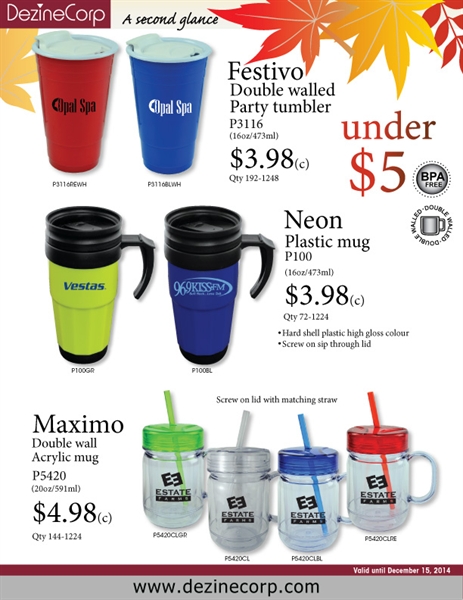 DezineCorp
A second glance
Opal Spa
Opal Spa
P3116REWH
P3116BLWH
Festivo
Double walled
Party tumbler
P3116
(16oz/473ml)
$3.98(c)
Qty 192-1248
under
$5
BPA
FREE
DOUBLE WALLED•DOUBLE WALLED•
Vestas.
96.9KISSFM
P100GR
P100BL
Neon
Plastic mug
P100
(16oz/473ml)
$3.98(c)
Qty 72-1224
•Hard shell plastic high gloss colour
•Screw on sip through lid
Maximo
Double wall
Acrylic mug
P5420
(20oz/591ml)
$4.98(c)
Qty 144-1224
Screw on lid with matching straw
ESTATE
FARMS
ESTATE
FARMS
ESTATE
FARMS
ESTATE
FARMS
P5420CLGR
P5420CL
P5420CLBL
P5420CLRE
Valid until December 15, 2014
www.dezinecorp.com